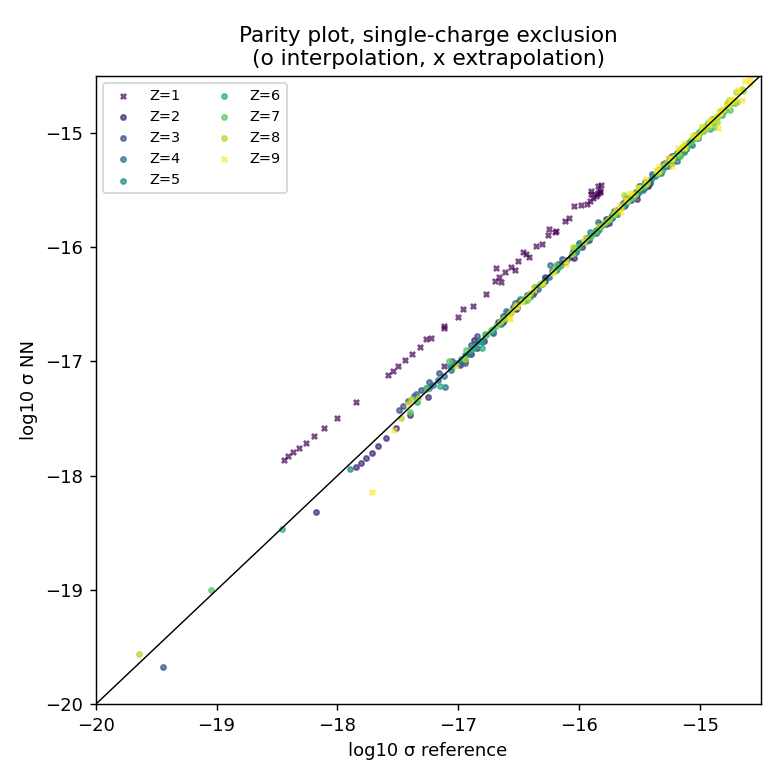 Parity plot, single-charge exclusion
(o interpolation, x extrapolation)
Z=1
Z=2
Z=3
Z=4
Z=5
Z=6
Z=7
Z=8
Z=9
log10 σ NN
−15
−16
−17
−18
−19
−20
−20
−19
−18
−17
−16
−15
log10 σ reference